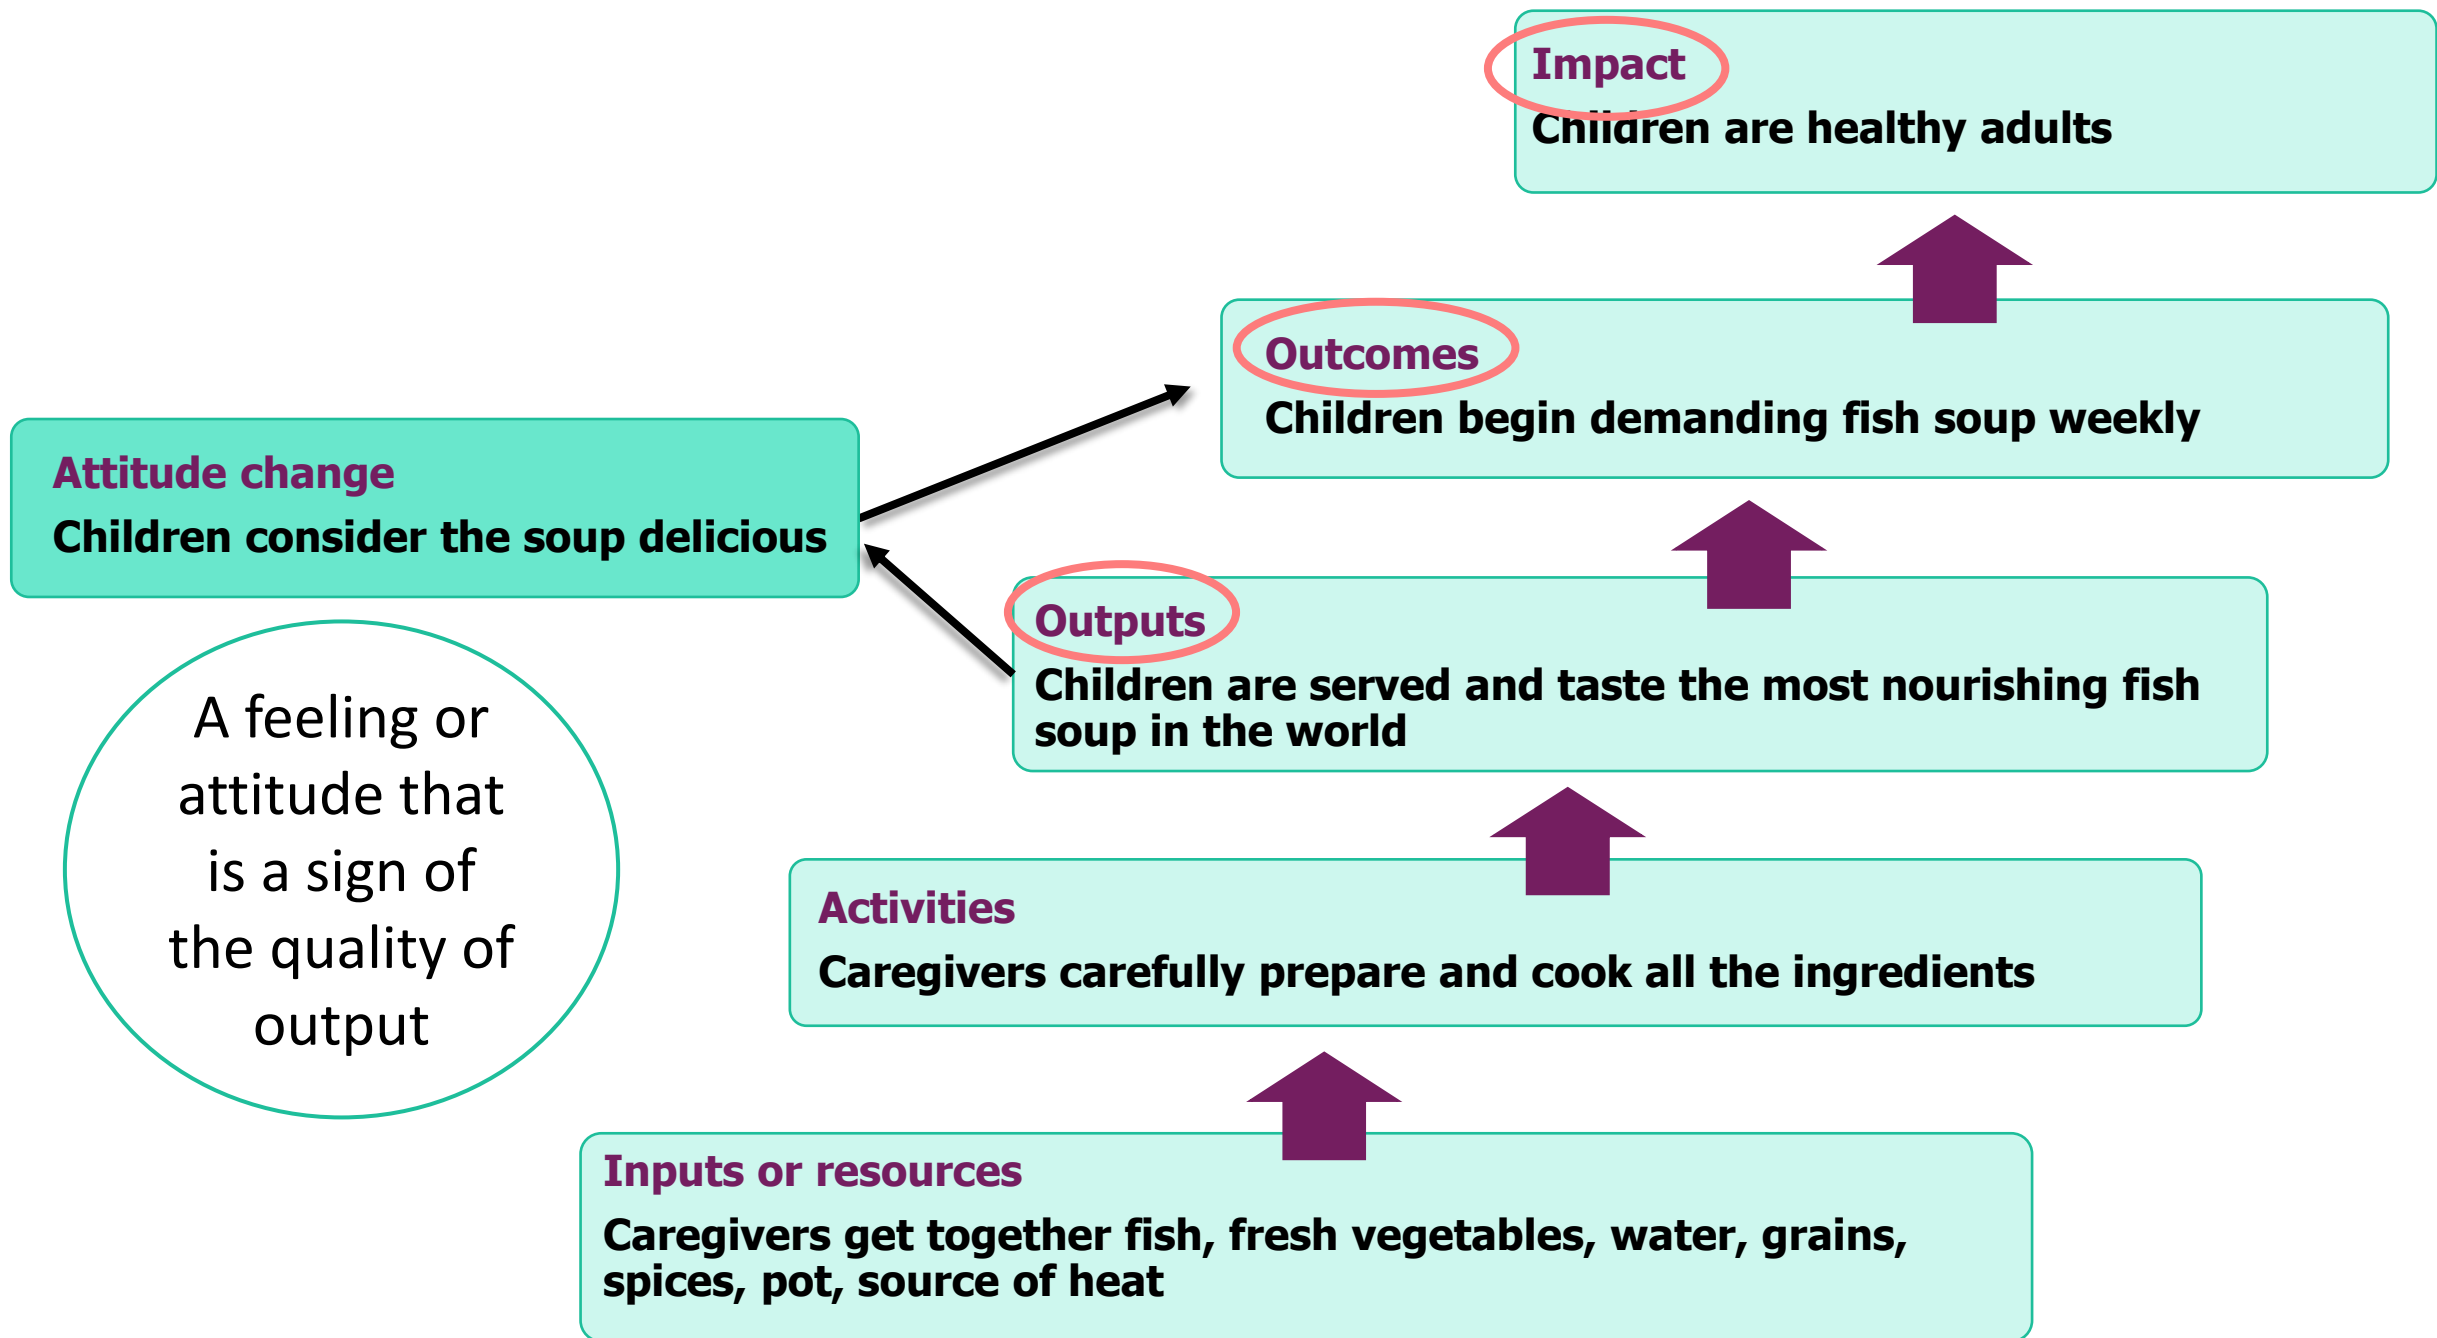 Impact
Children are healthy adults
Outcomes
Children begin demanding fish soup weekly
Attitude change
Children consider the soup delicious
Outputs
Children are served and taste the most nourishing fish
soup in the world
A feeling or
attitude that
is a sign of
the quality of
output
Activities
Caregivers carefully prepare and cook all the ingredients
Inputs or resources
Caregivers get together fish, fresh vegetables, water, grains,
spices, pot, source of heat